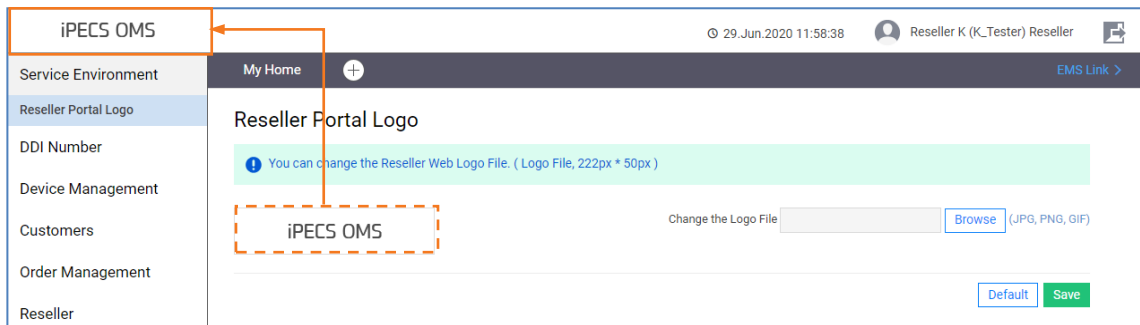 iPECS OMS
29.Jun.2020 11:58:38
Reseller K (K_Tester) Reseller
Service Environment
My Home
EMS Link >
Reseller Portal Logo
Reseller Portal Logo
DDI Number
You can change the Reseller Web Logo File. ( Logo File, 222px * 50px )
Device Management
Customers
iPECS OMS
Change the Logo File
Browse
(JPG, PNG, GIF)
Order Management
Default
Save
Reseller